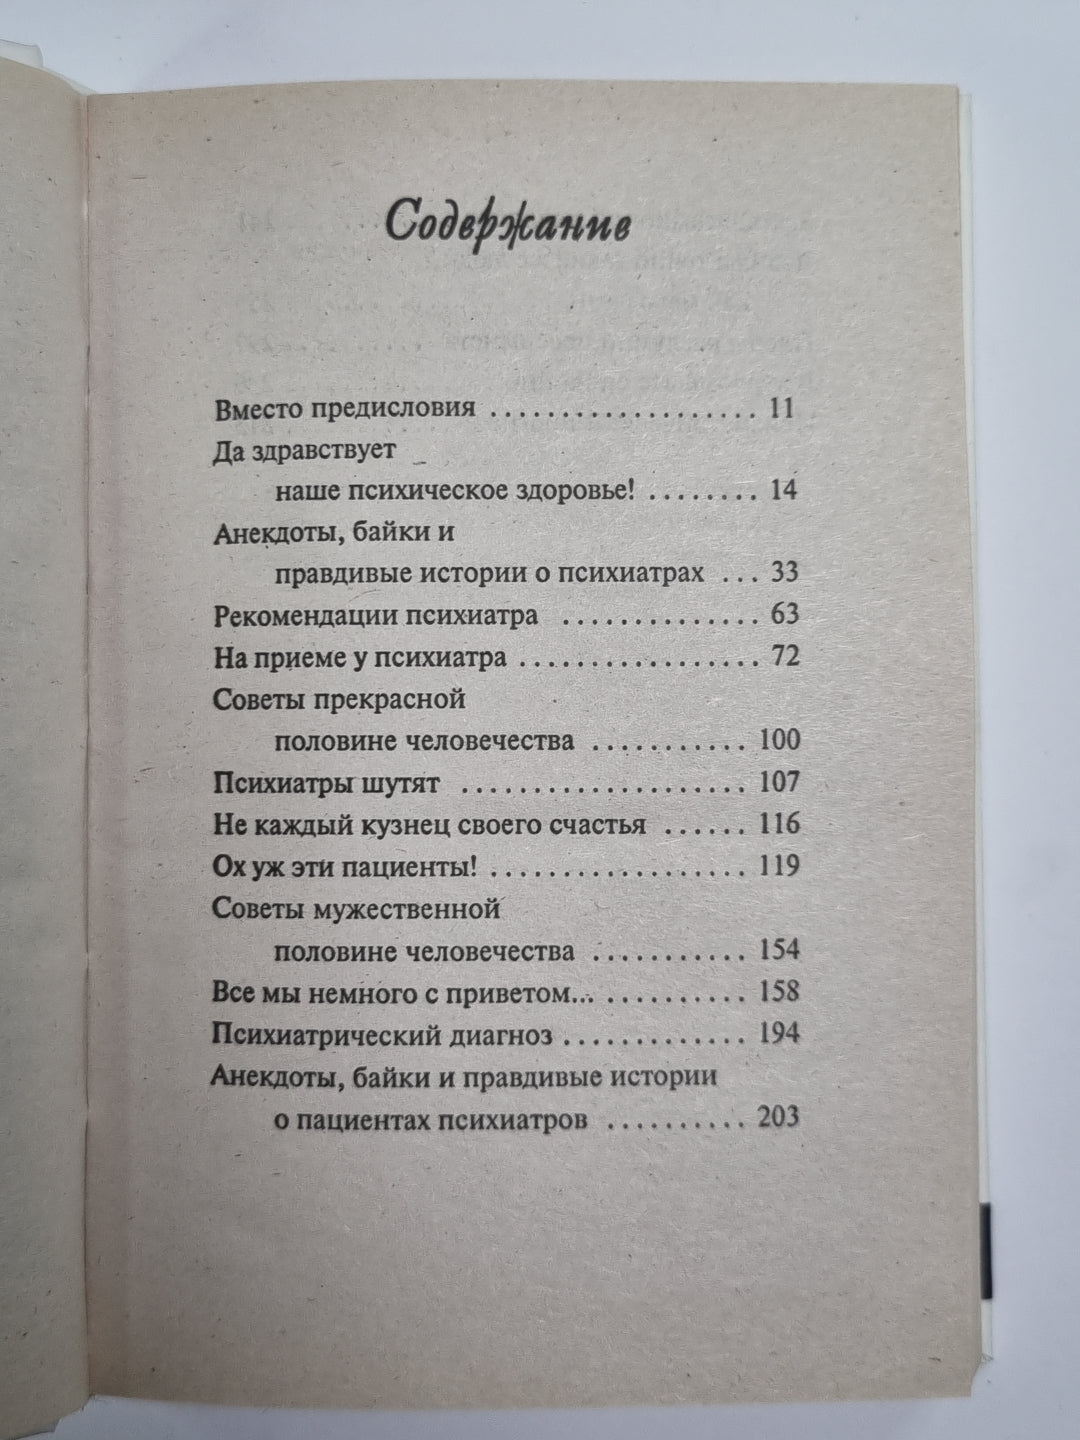 Содержание
Вместо предисловия ................... 11
Да здравствует
наше психическое здоровье! ........ 14
Анекдоты, байки и
правдивые истории о психиатрах ... 33
Рекомендации психиатра .............. 63
На приеме у психиатра ................. 72
Советы прекрасной
половине человечества ........... 100
Психиатры шутят .................... 107
Не каждый кузнец своего счастья ...... 116
Ох уж эти пациенты! .................. 119
Советы мужественной
половине человечества ........... 154
Все мы немного с приветом... .......... 158
Психиатрический диагноз ............. 194
Анекдоты, байки и правдивые истории
о пациентах психиатров .......... 203